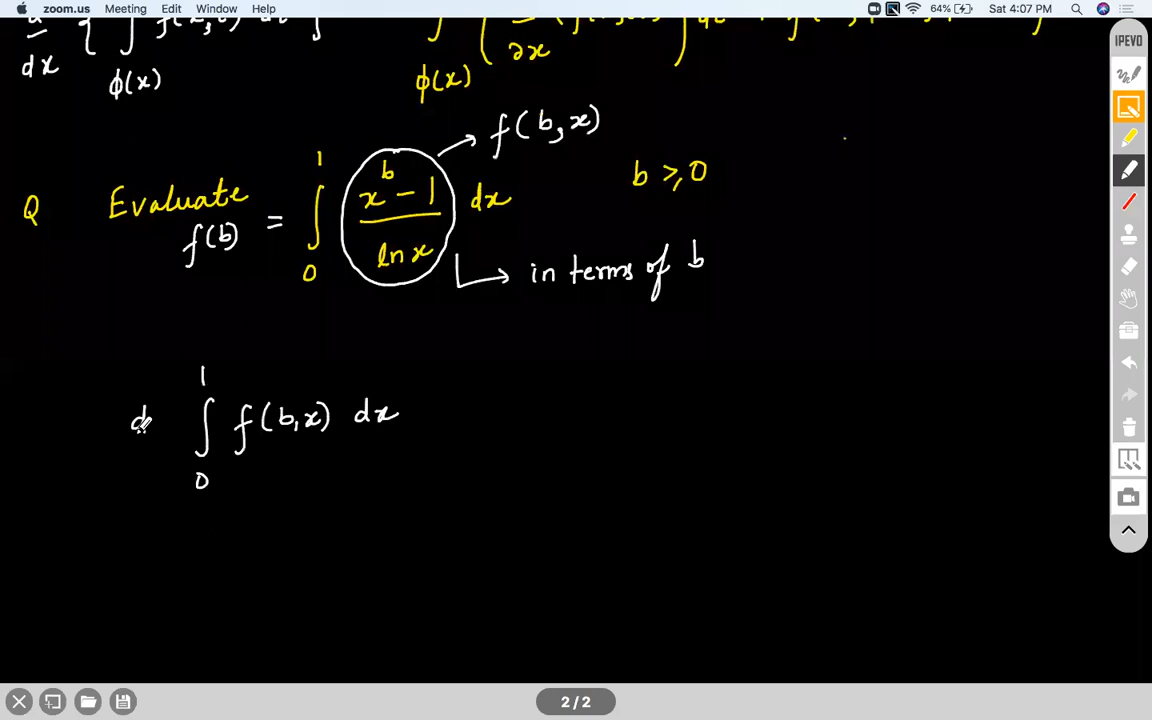 zoom.us Meeting Edit Window Help 64% Sat 4:07 PM
IPEVO
d/dx ϕ(x) ∂x ϕ(x)
f(b,x)
Q Evaluate f(b) = ∫₀¹ (x^b − 1)/(ln x) dx b ≥ 0
in terms of b
d ∫₀¹ f(b,x) dx
2/2